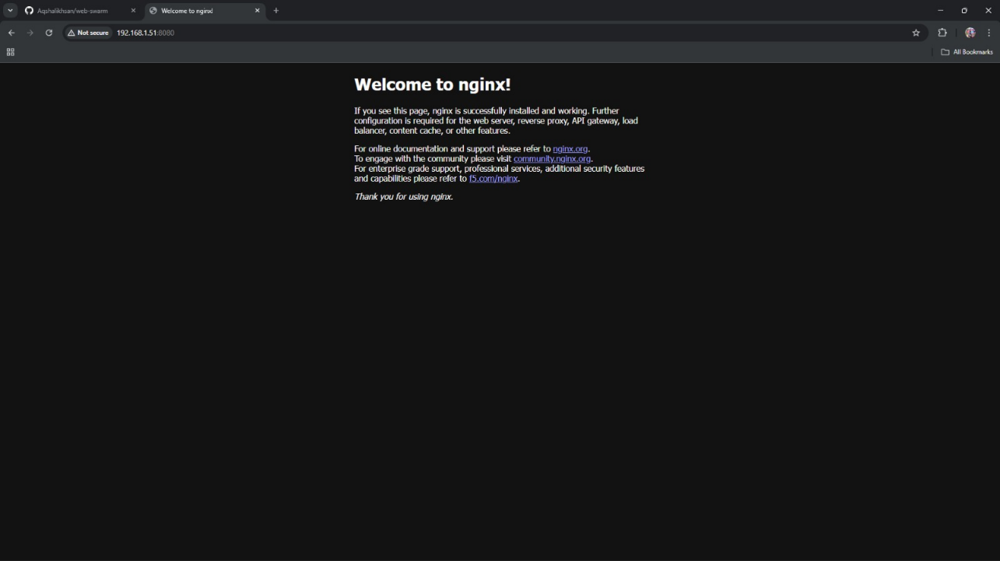 Aqshalikhsan/web-swarm
Welcome to nginx!
Not secure 192.168.1.51:8080
All Bookmarks
Welcome to nginx!
If you see this page, nginx is successfully installed and working. Further
configuration is required for the web server, reverse proxy, API gateway, load
balancer, content cache, or other features.
For online documentation and support please refer to nginx.org.
To engage with the community please visit community.nginx.org.
For enterprise grade support, professional services, additional security features
and capabilities please refer to f5.com/nginx.
Thank you for using nginx.